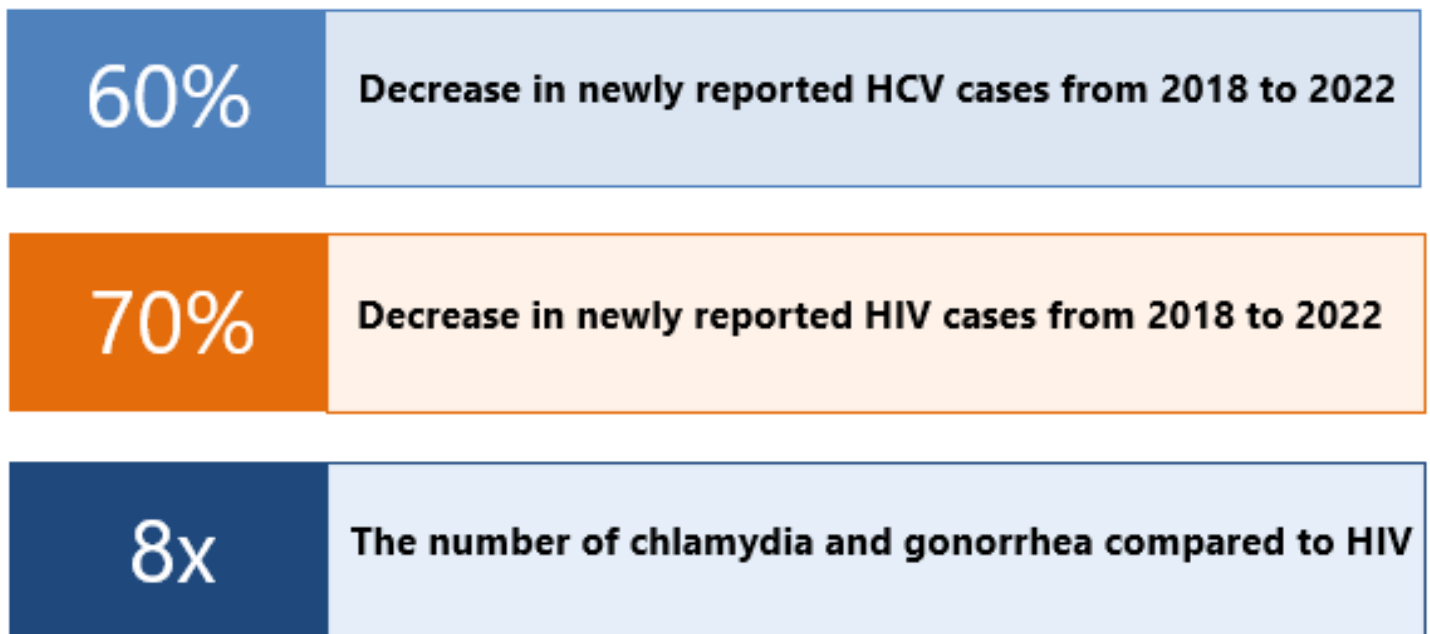 60%
Decrease in newly reported HCV cases from 2018 to 2022
70%
Decrease in newly reported HIV cases from 2018 to 2022
8x
The number of chlamydia and gonorrhea compared to HIV